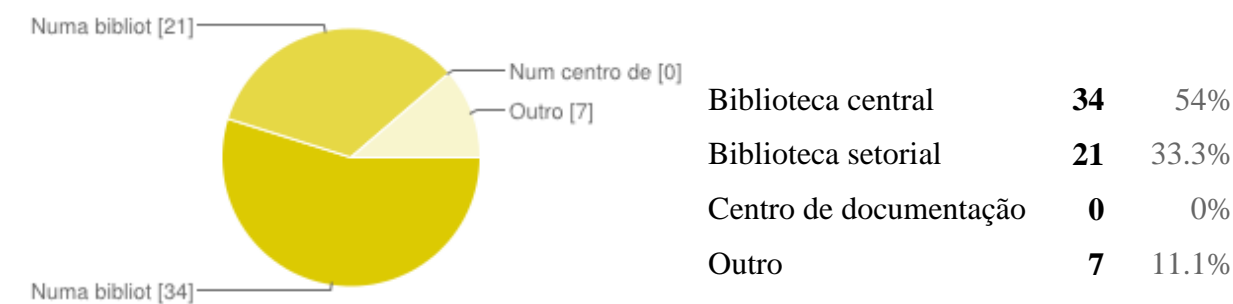 Numa bibliot [21]
Num centro de [0]
Outro [7]
Numa bibliot [34]
Biblioteca central 34 54%
Biblioteca setorial 21 33.3%
Centro de documentação 0 0%
Outro 7 11.1%